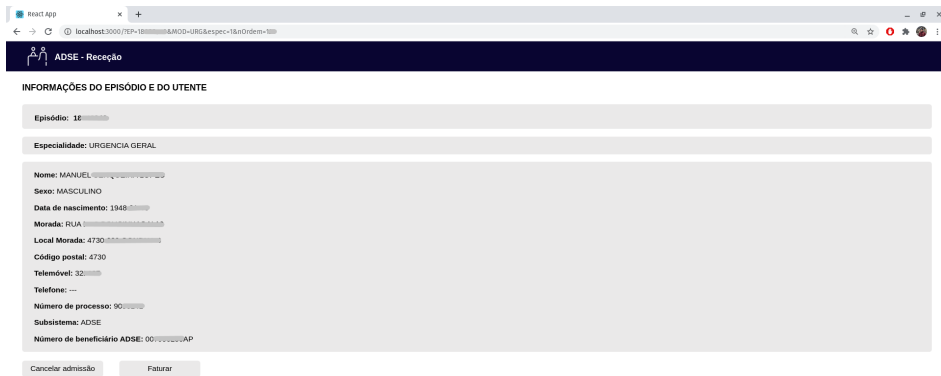 React App
localhost:3000/?EP=18 &MOD=URG&espec=1&nOrdem=1
ADSE - Receção
INFORMAÇÕES DO EPISÓDIO E DO UTENTE
Episódio: 18
Especialidade: URGENCIA GERAL
Nome: MANUEL
Sexo: MASCULINO
Data de nascimento: 1948
Morada: RUA
Local Morada: 4730
Código postal: 4730
Telemóvel: 32
Telefone: ---
Número de processo: 90
Subsistema: ADSE
Número de beneficiário ADSE: 00 AP
Cancelar admissão Faturar